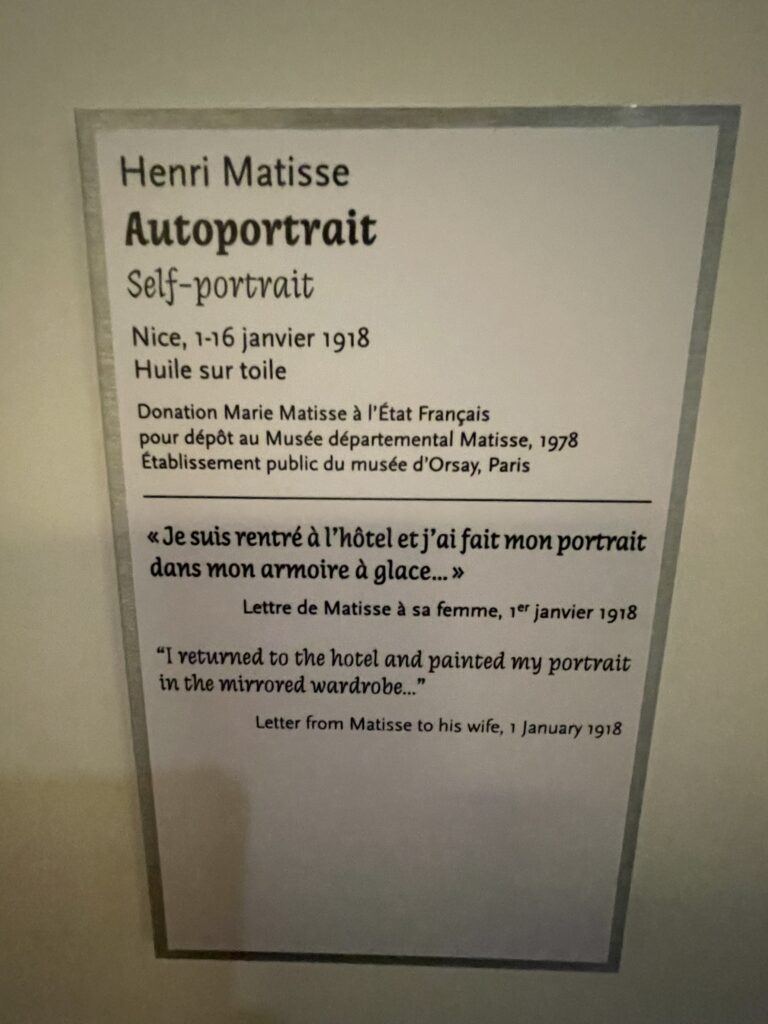 Henri Matisse
Autoportrait
Self-portrait
Nice, 1-16 janvier 1918
Huile sur toile
Donation Marie Matisse à l'État Français
pour dépôt au Musée départemental Matisse, 1978
Établissement public du musée d'Orsay, Paris
« Je suis rentré à l'hôtel et j'ai fait mon portrait
dans mon armoire à glace... »
Lettre de Matisse à sa femme, 1er janvier 1918
“I returned to the hotel and painted my portrait
in the mirrored wardrobe...”
Letter from Matisse to his wife, 1 January 1918